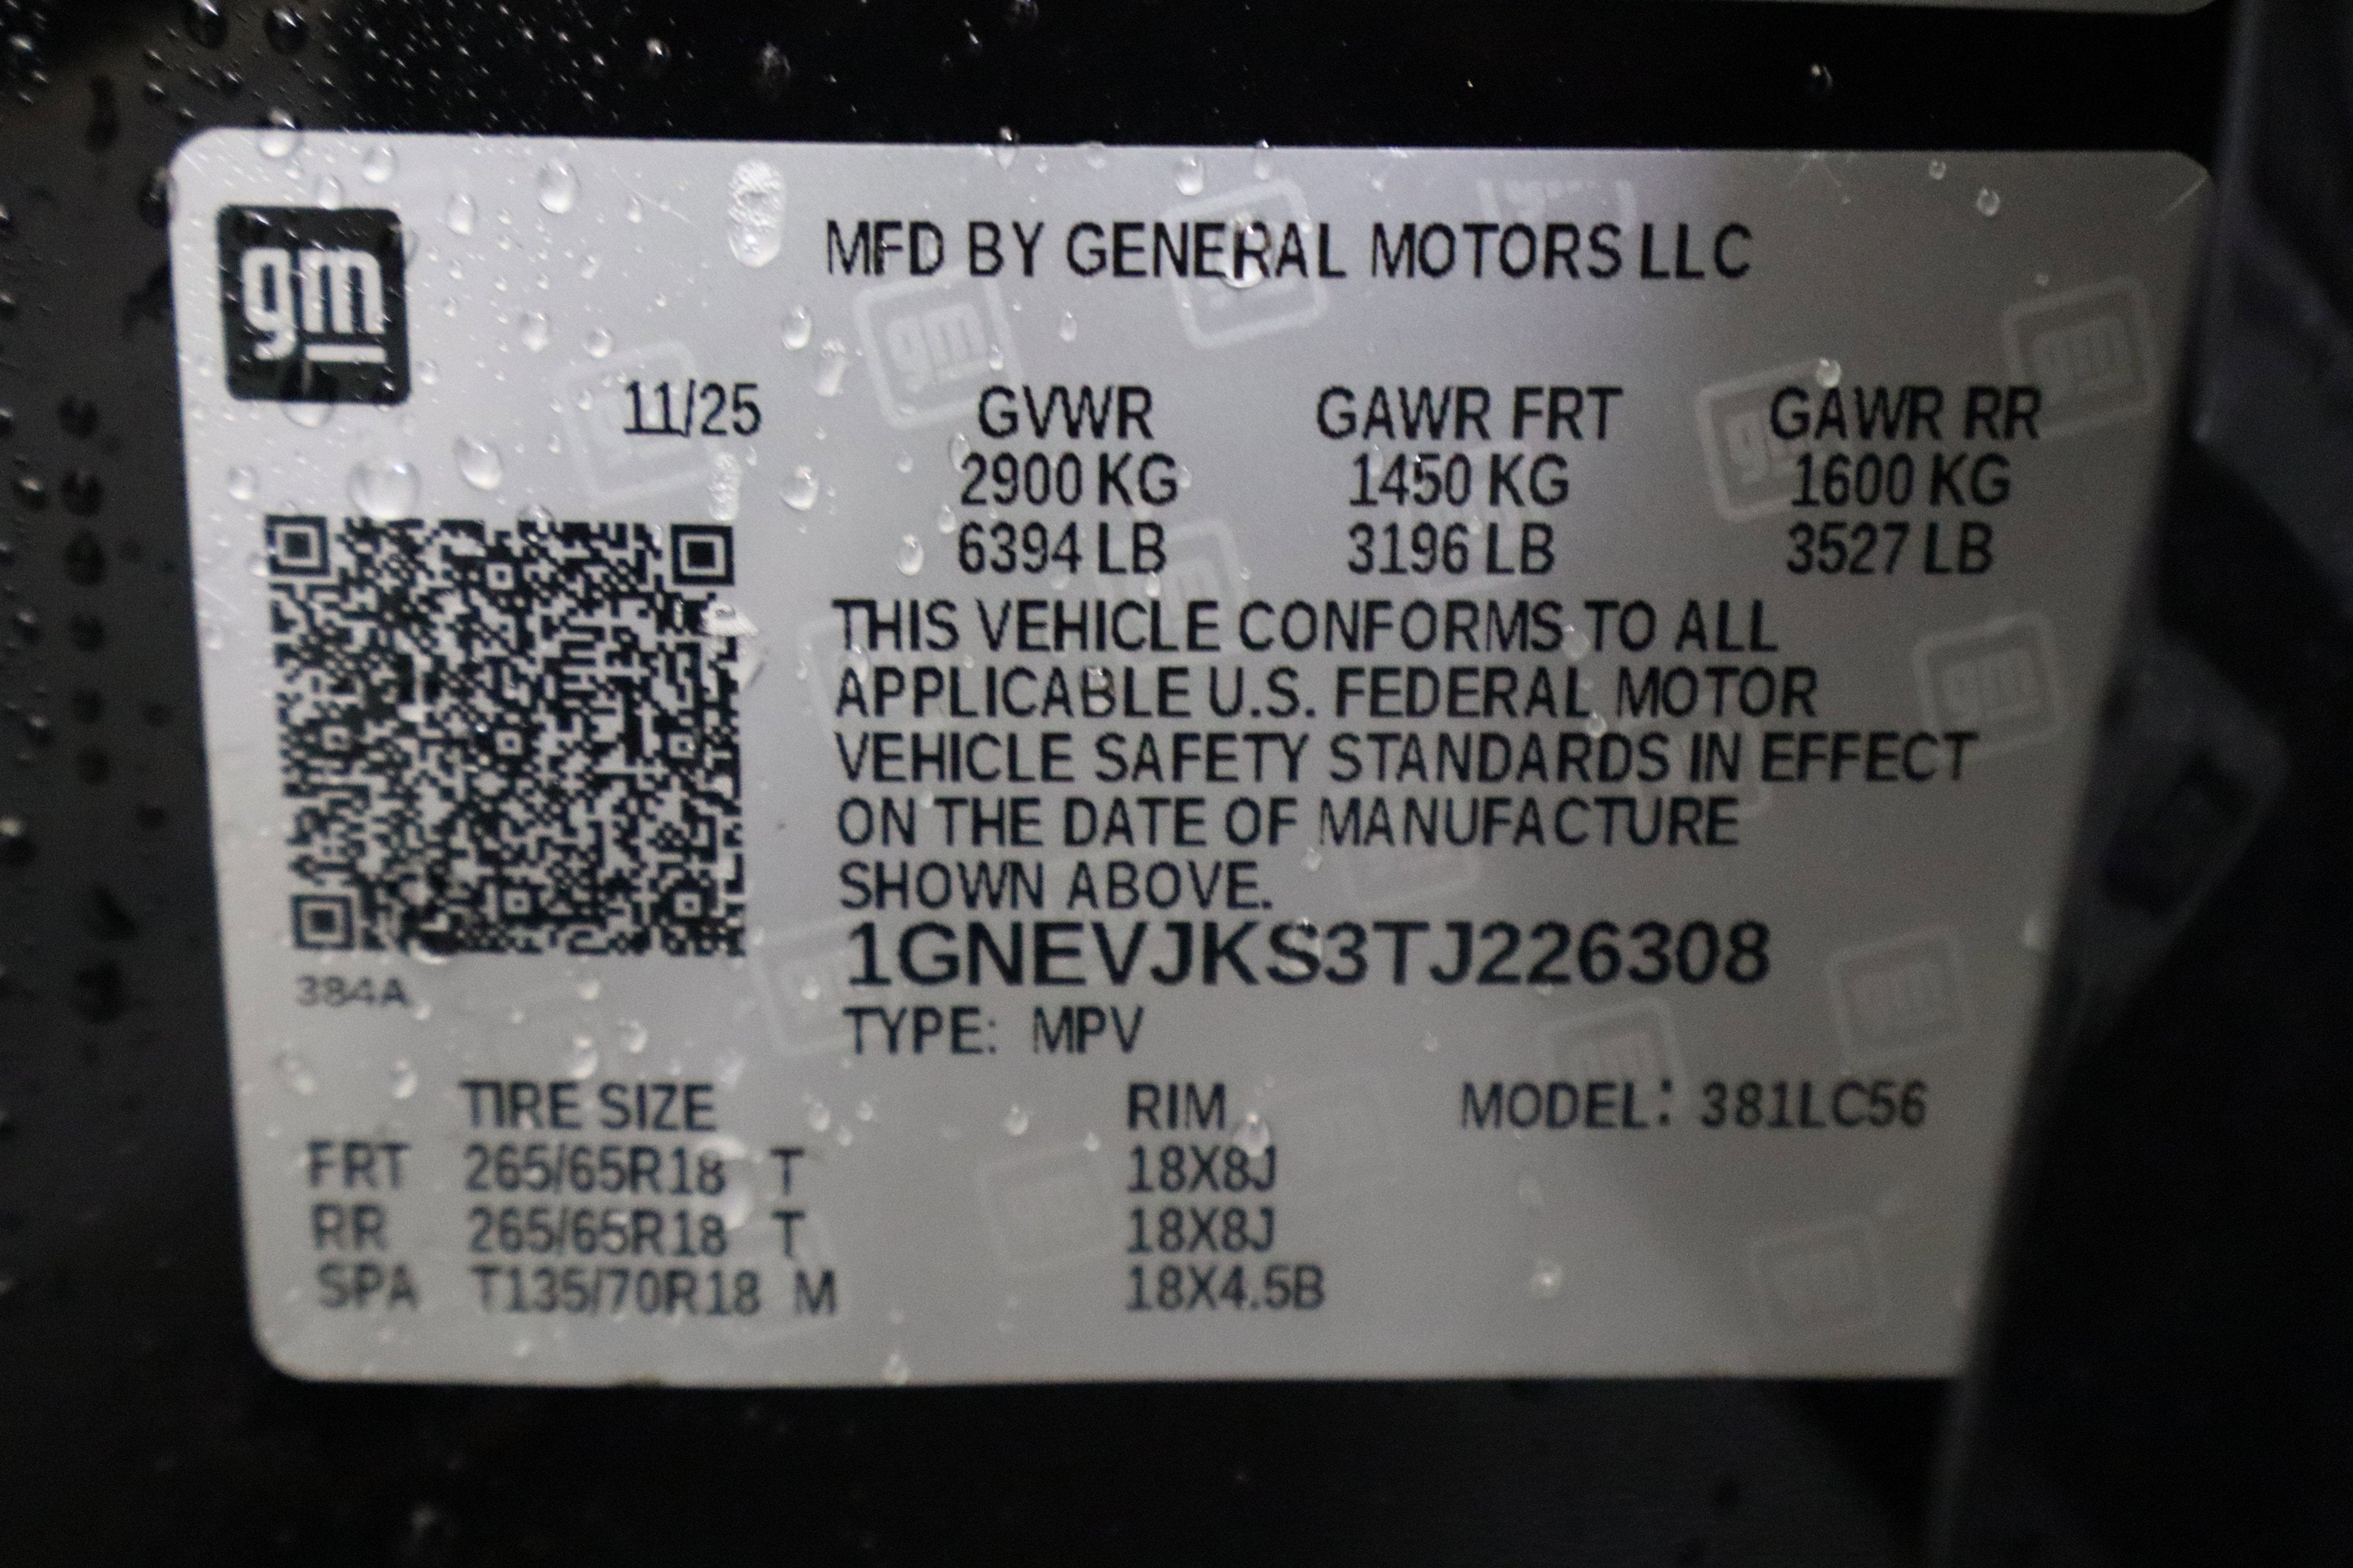 gm
MFD BY GENERAL MOTORS LLC
11/25 GVWR GAWR FRT GAWR RR
2900 KG 1450 KG 1600 KG
6394 LB 3196 LB 3527 LB
THIS VEHICLE CONFORMS TO ALL
APPLICABLE U.S. FEDERAL MOTOR
VEHICLE SAFETY STANDARDS IN EFFECT
ON THE DATE OF MANUFACTURE
SHOWN ABOVE.
1GNEVJKS3TJ226308
384A
TYPE: MPV
TIRE SIZE RIM MODEL: 381LC56
FRT 265/65R18 T 18X8J
RR 265/65R18 T 18X8J
SPA T135/70R18 M 18X4.5B